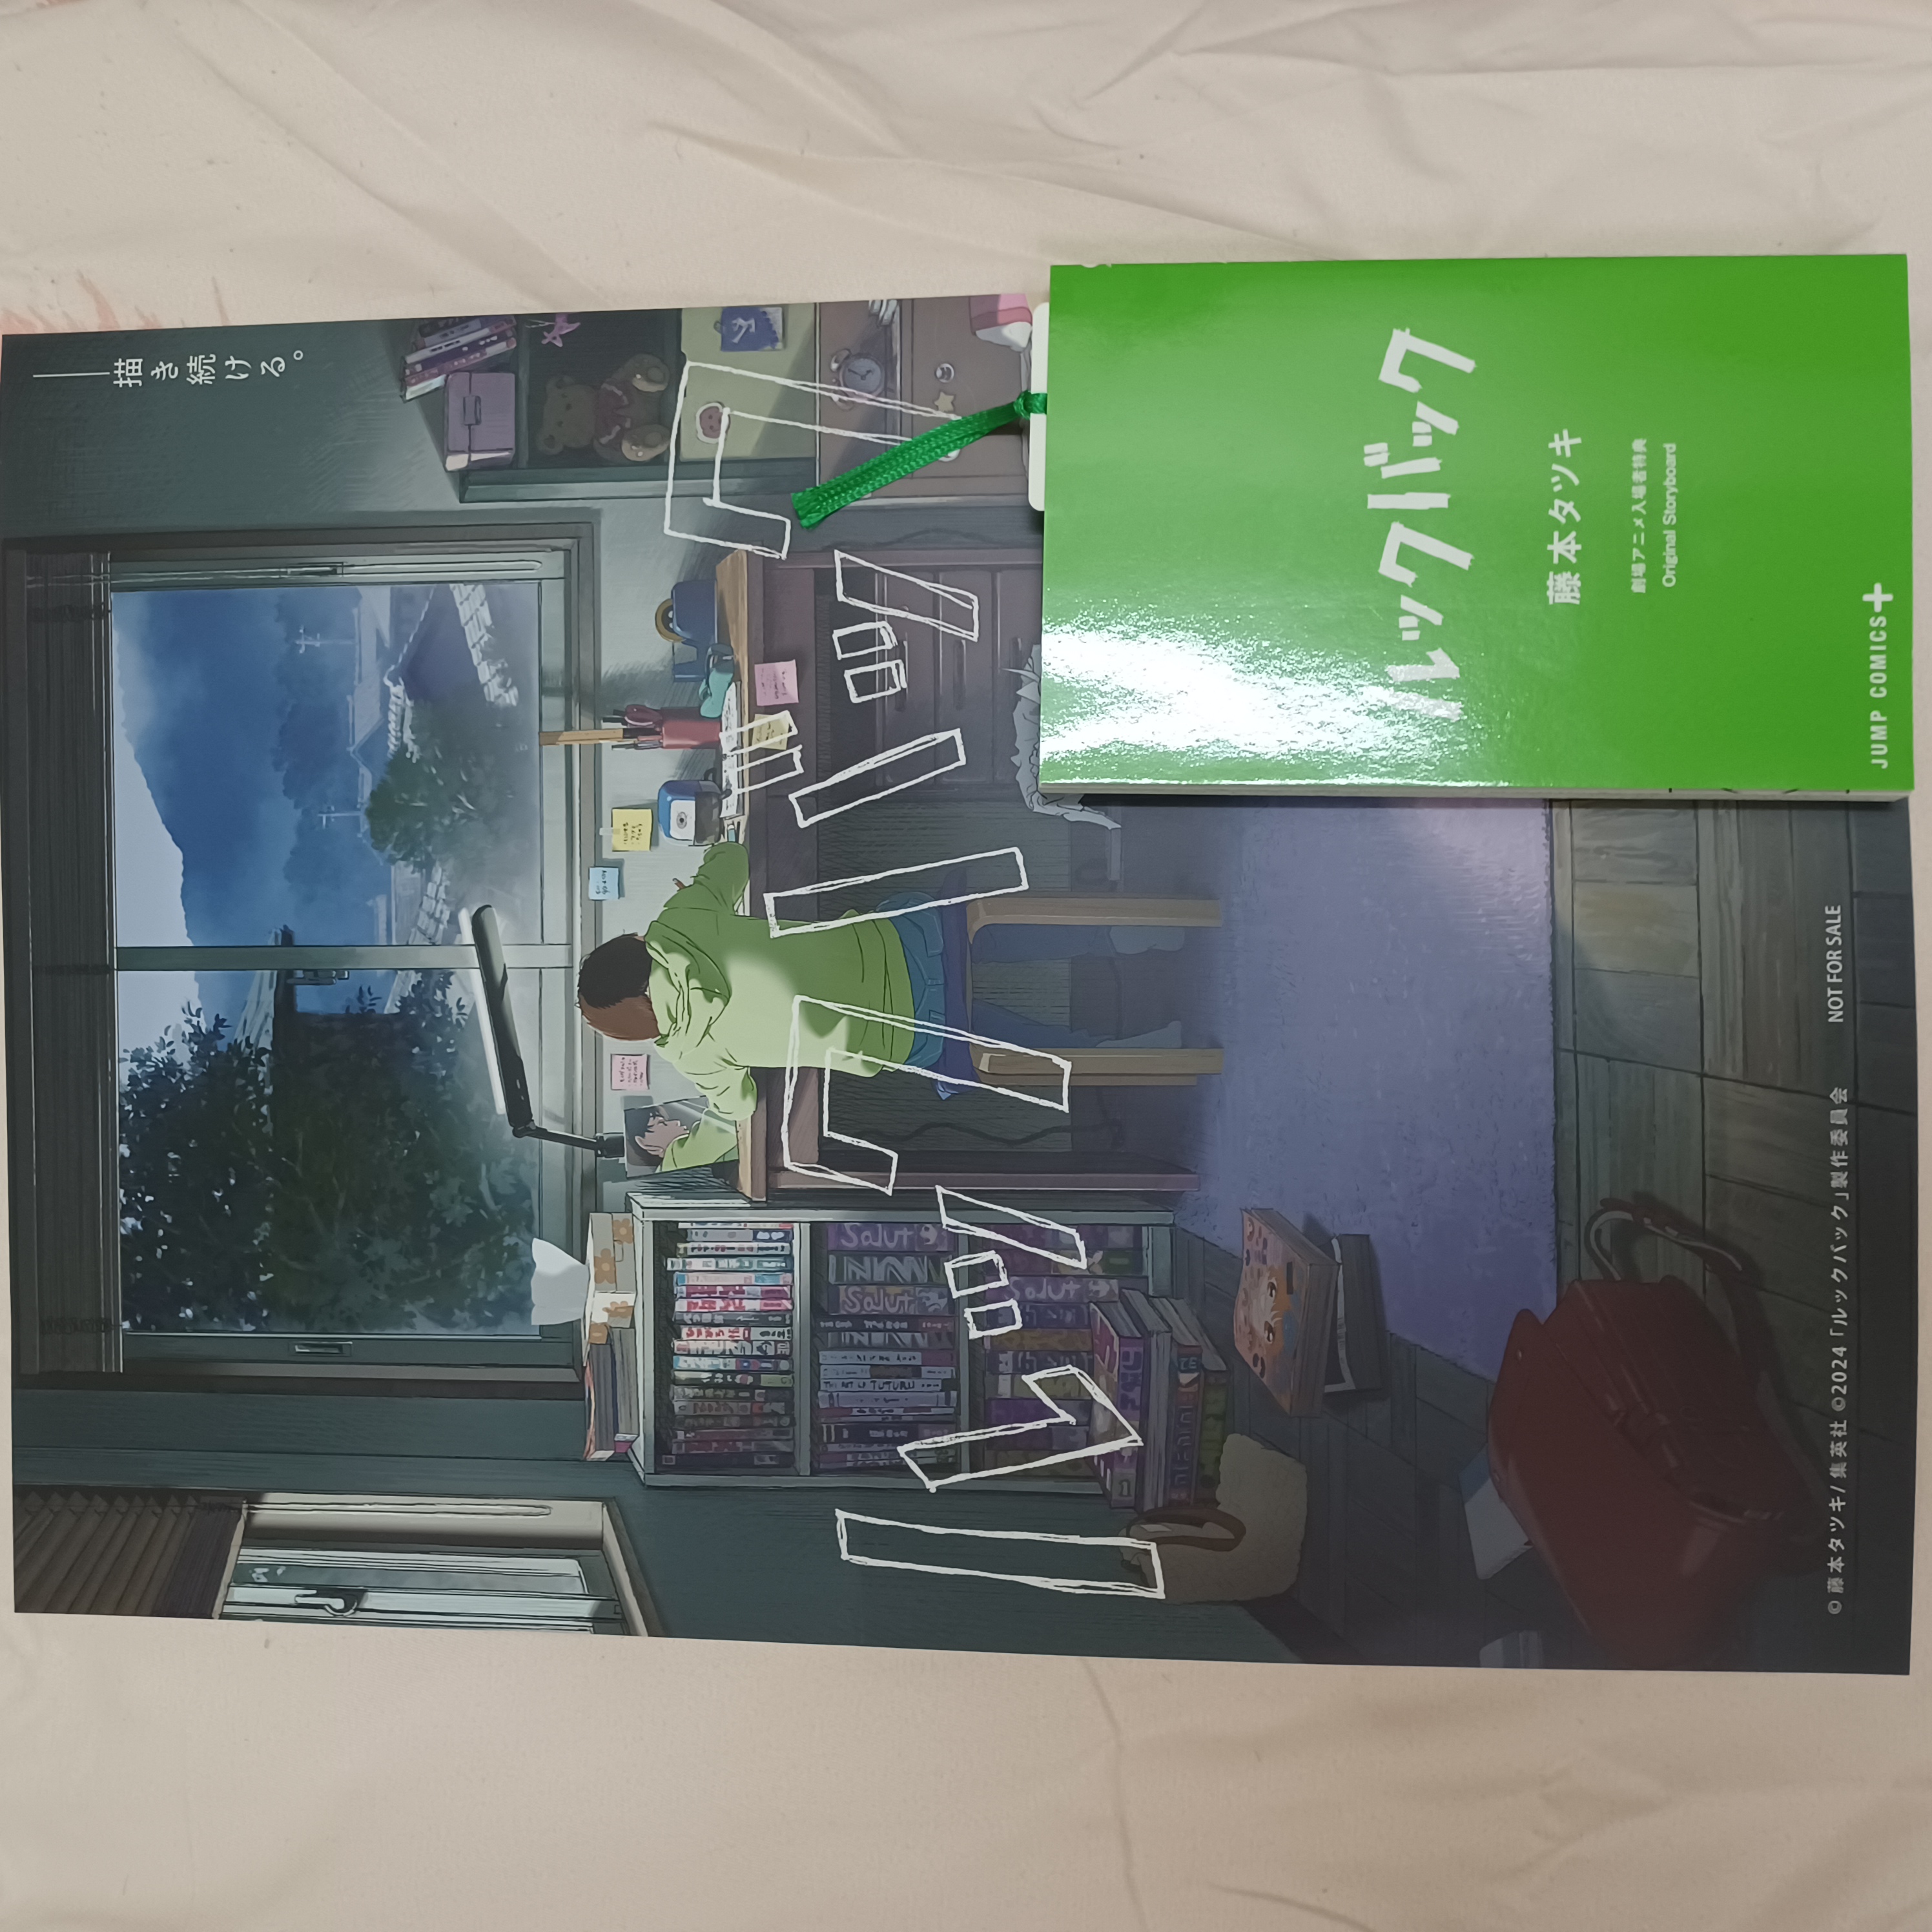 ――描き続ける。
ルックバック
ルックバック
藤本タツキ
劇場アニメ入場者特典
Original Storyboard
JUMP COMICS+
© 藤本タツキ/集英社 ©2024「ルックバック」製作委員会
NOT FOR SALE